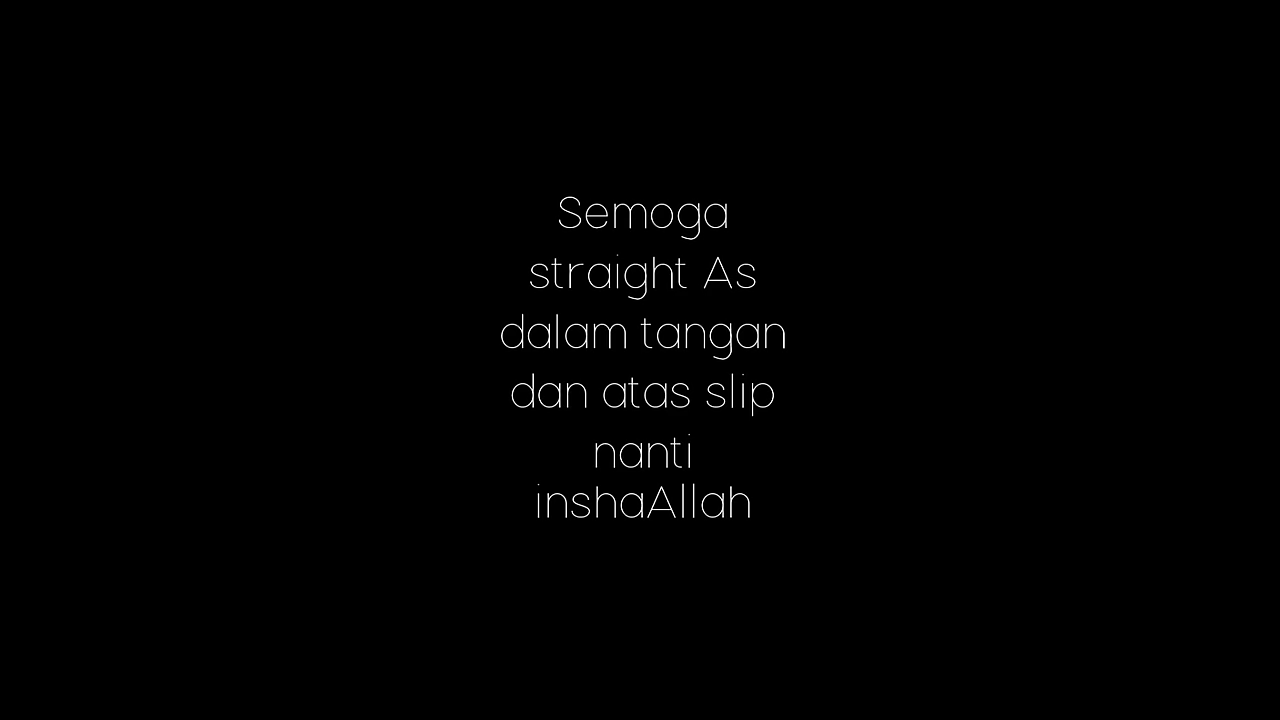 Semoga
straight As
dalam tangan
dan atas slip
nanti
inshaAllah